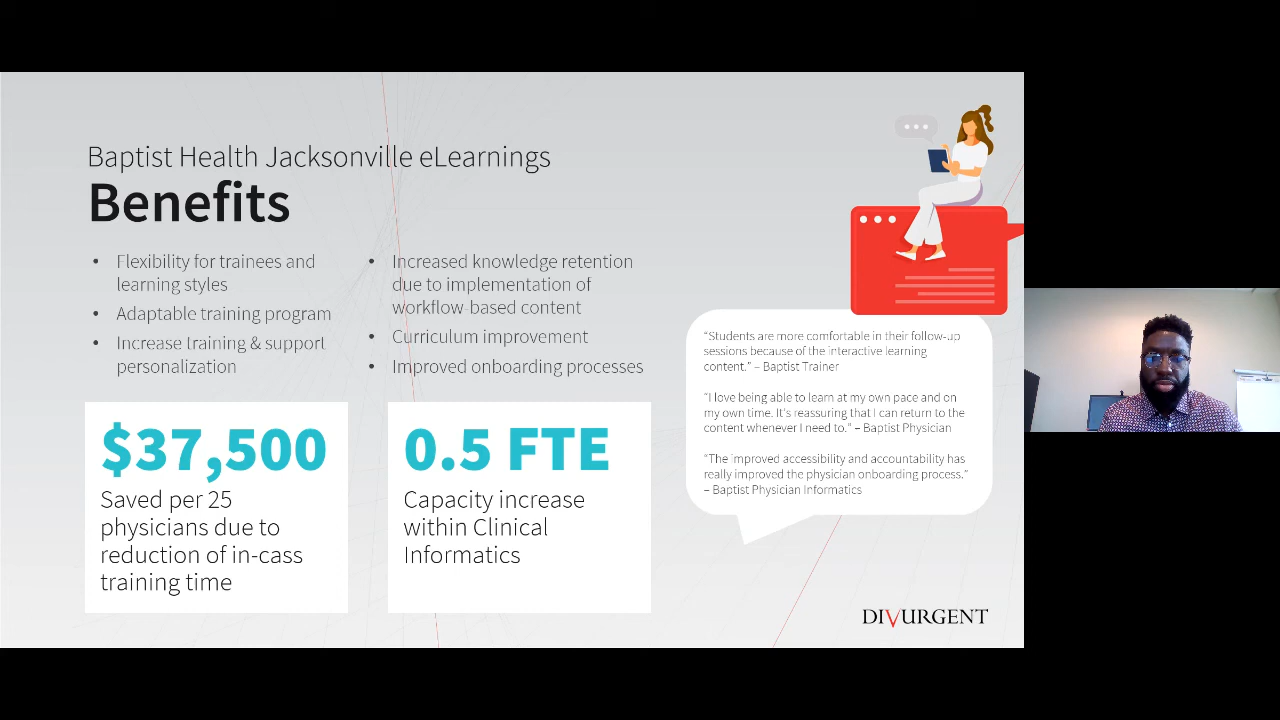 Baptist Health Jacksonville eLearnings
Benefits
• Flexibility for trainees and
learning styles
• Adaptable training program
• Increase training & support
personalization
• Increased knowledge retention
due to implementation of
workflow-based content
• Curriculum improvement
• Improved onboarding processes
$37,500
Saved per 25
physicians due to
reduction of in-cass
training time
0.5 FTE
Capacity increase
within Clinical
Informatics
“Students are more comfortable in their follow-up
sessions because of the interactive learning
content.” – Baptist Trainer
“I love being able to learn at my own pace and on
my own time. It's reassuring that I can return to the
content whenever I need to.” – Baptist Physician
“The improved accessibility and accountability has
really improved the physician onboarding process.”
– Baptist Physician Informatics
DIVURGENT